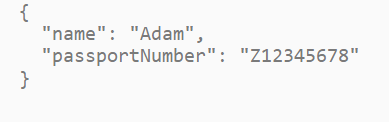 {
  "name": "Adam",
  "passportNumber": "Z12345678"
}